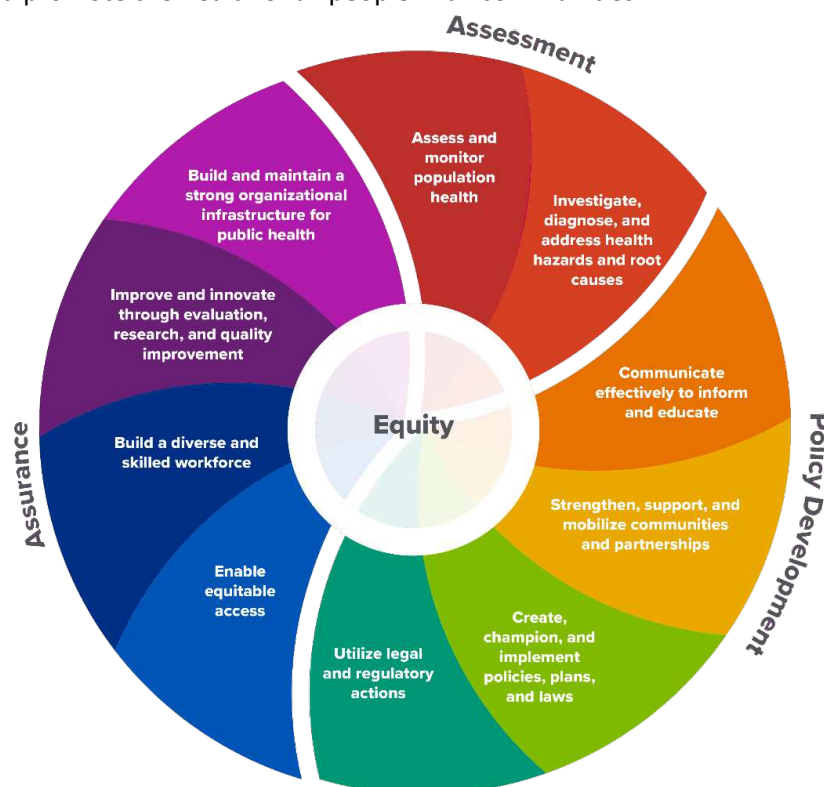 Assessment
Assess and
monitor
population
health
Investigate,
diagnose, and
address health
hazards and root
causes
Policy Development
Communicate
effectively to inform
and educate
Strengthen, support, and
mobilize communities
and partnerships
Create,
champion, and
implement
policies, plans,
and laws
Utilize legal
and regulatory
actions
Assurance
Enable
equitable
access
Build a diverse and
skilled workforce
Improve and innovate
through evaluation,
research, and quality
improvement
Build and maintain a
strong organizational
infrastructure for
public health
Equity